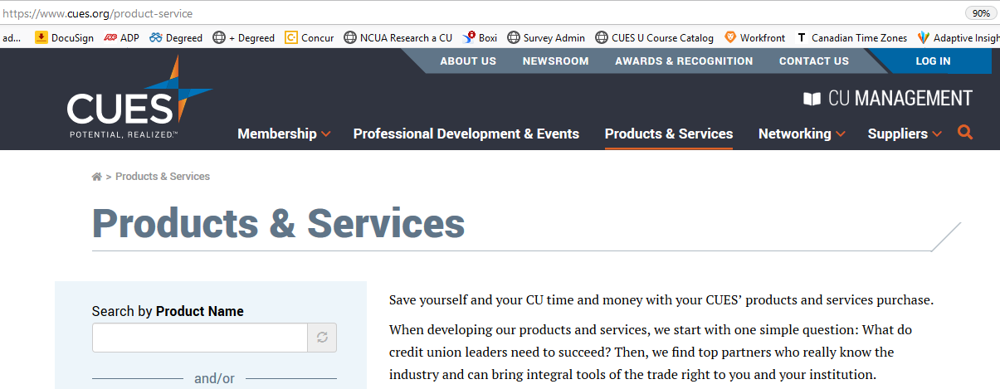 https://www.cues.org/product-service 90%
ad... DocuSign ADP Degreed + Degreed Concur NCUA Research a CU Boxi Survey Admin CUES U Course Catalog Workfront T Canadian Time Zones Adaptive Insigh
ABOUT US NEWSROOM AWARDS & RECOGNITION CONTACT US LOG IN
CUES
POTENTIAL, REALIZED™
CU MANAGEMENT
Membership Professional Development & Events Products & Services Networking Suppliers
> Products & Services
Products & Services
Search by Product Name
and/or
Save yourself and your CU time and money with your CUES’ products and services purchase.
When developing our products and services, we start with one simple question: What do
credit union leaders need to succeed? Then, we find top partners who really know the
industry and can bring integral tools of the trade right to you and your institution.